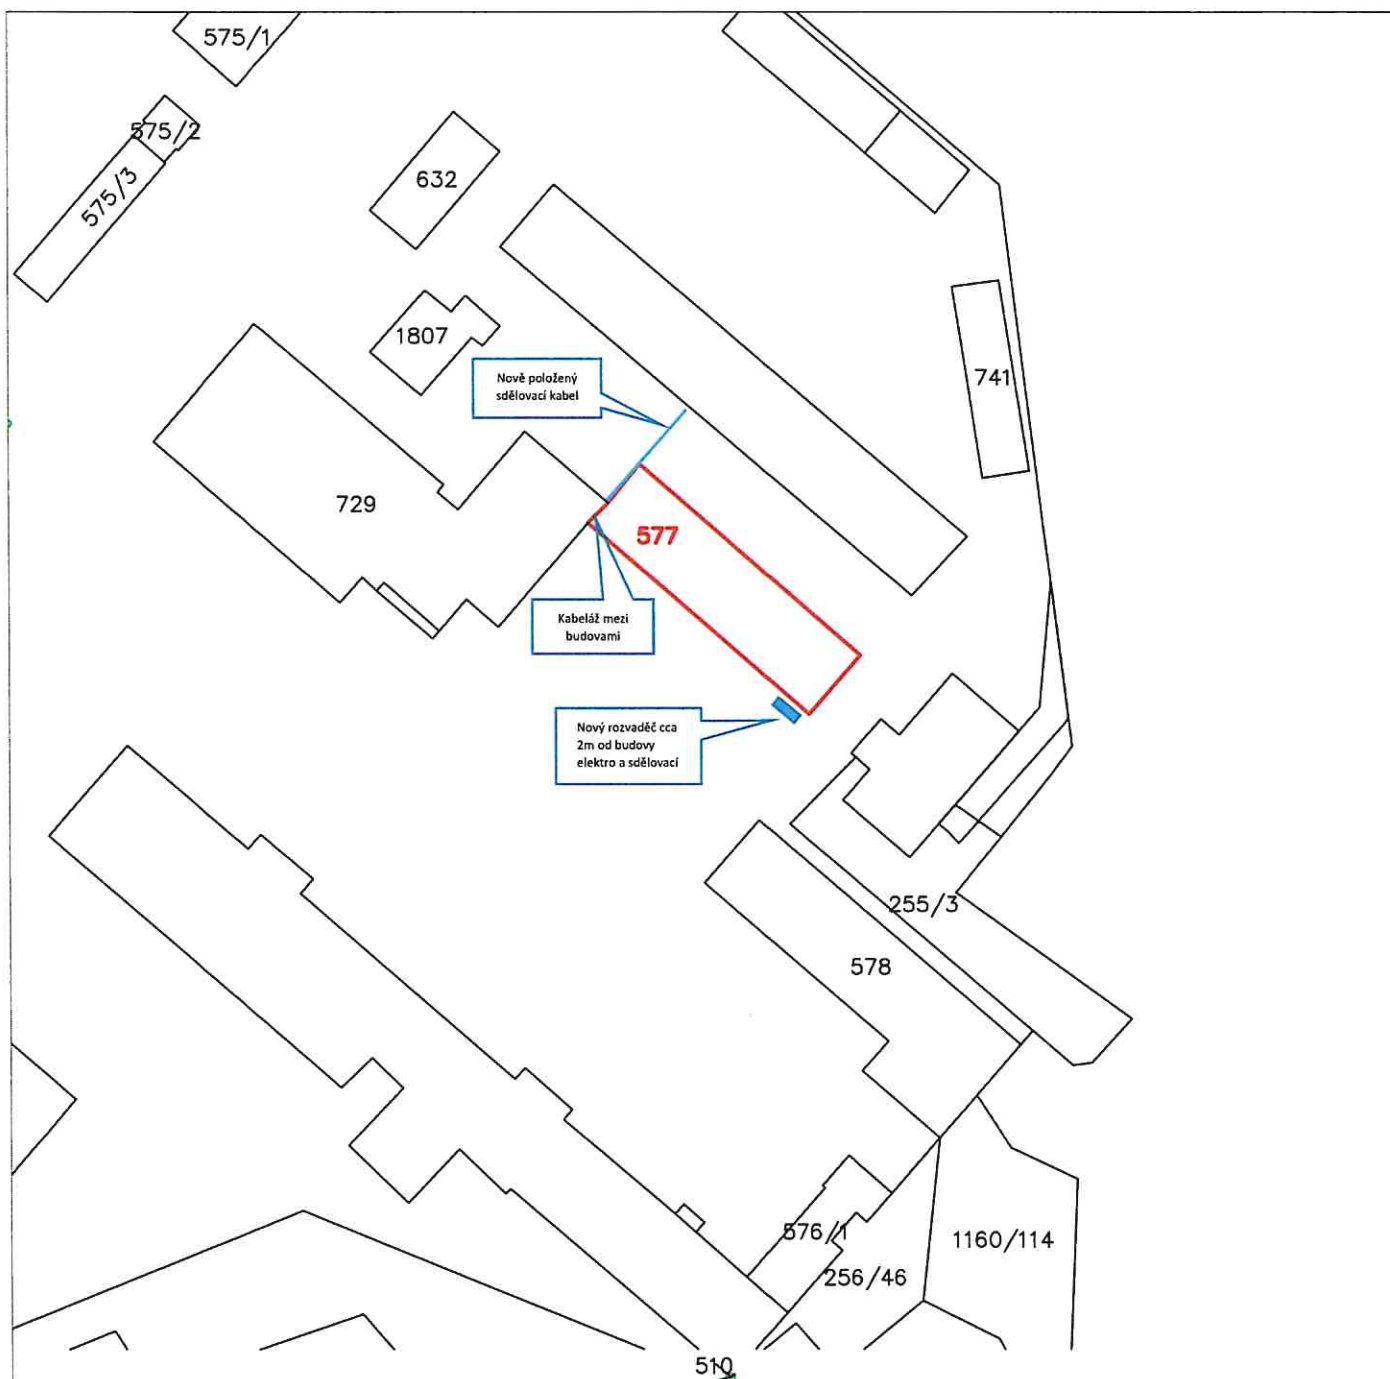 575/1
575/2
575/3
632
1807
741
Nově položený
sdělovací kabel
729
577
Kabeláž mezi
budovami
Nový rozvaděč cca
2m od budovy
elektro a sdělovací
255/3
578
576/1
1160/114
256/46
510